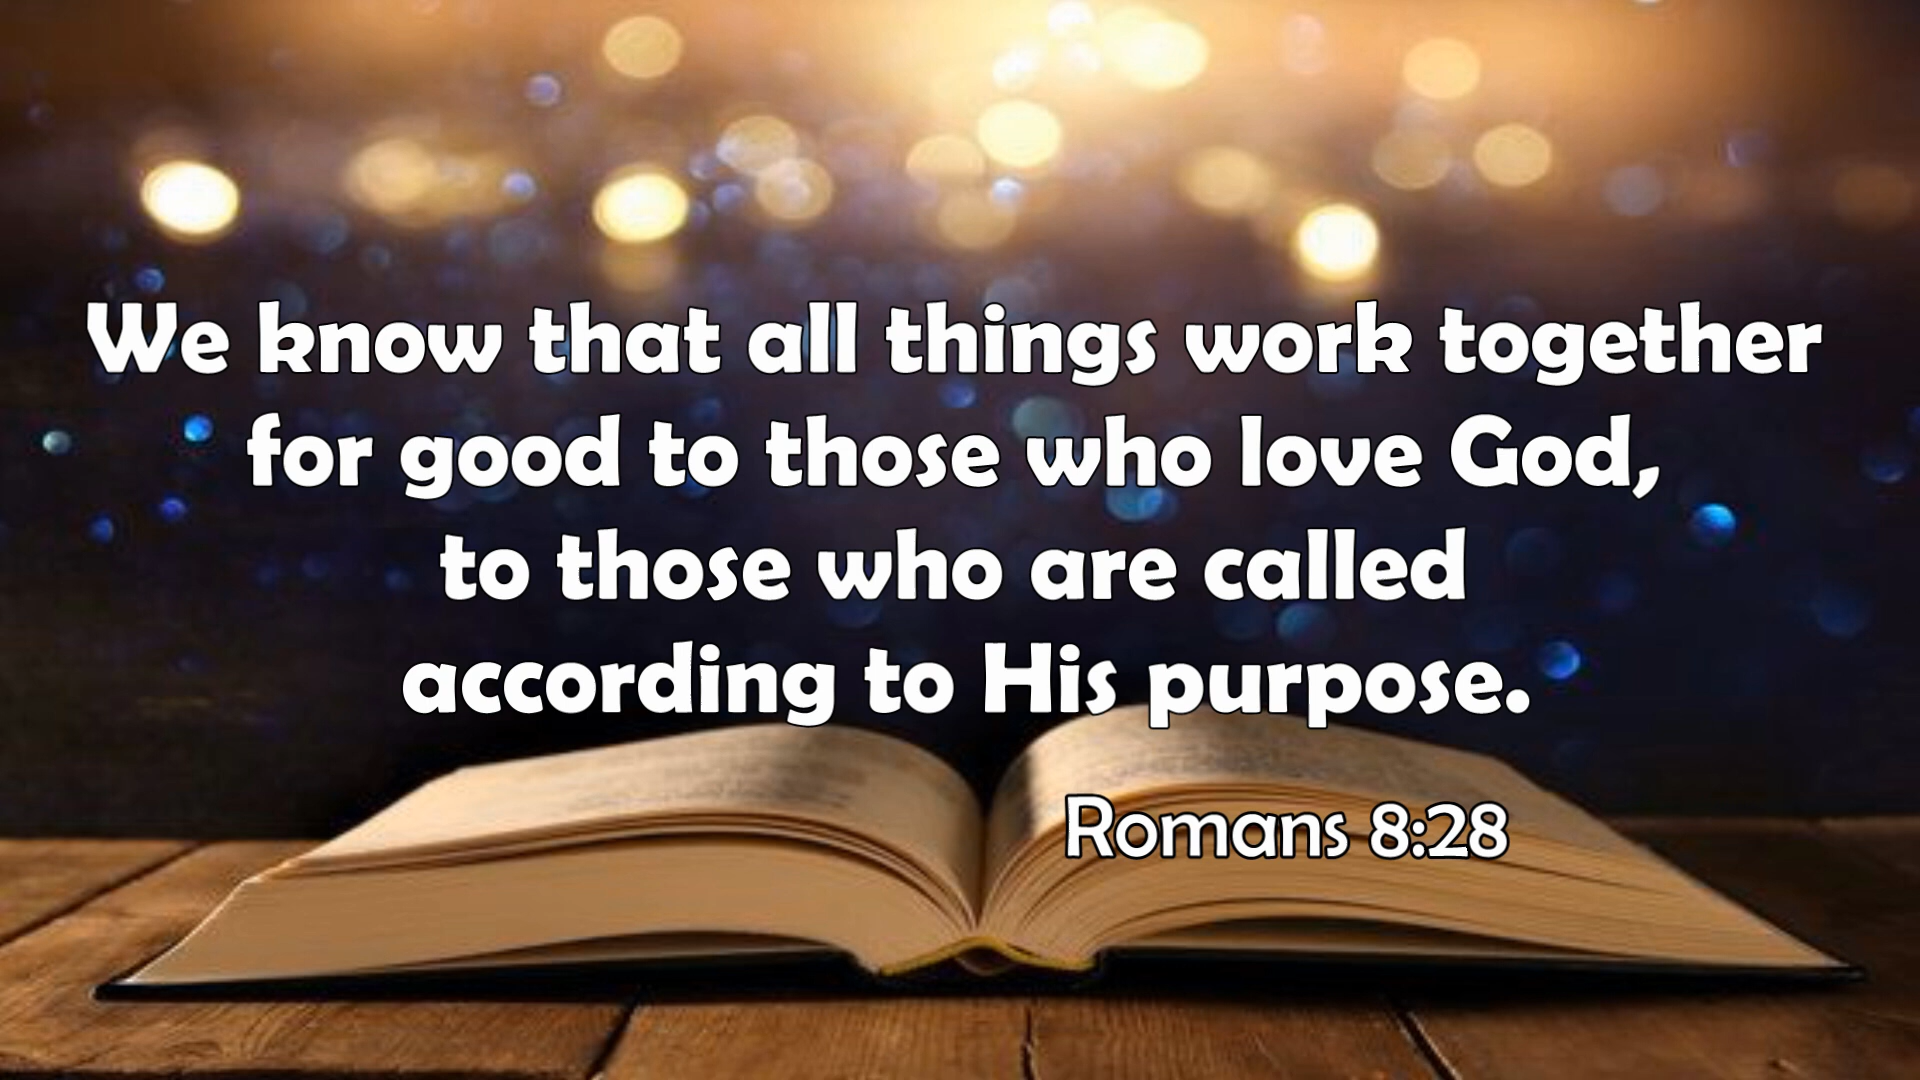 We know that all things work together
for good to those who love God,
to those who are called
according to His purpose.
Romans 8:28